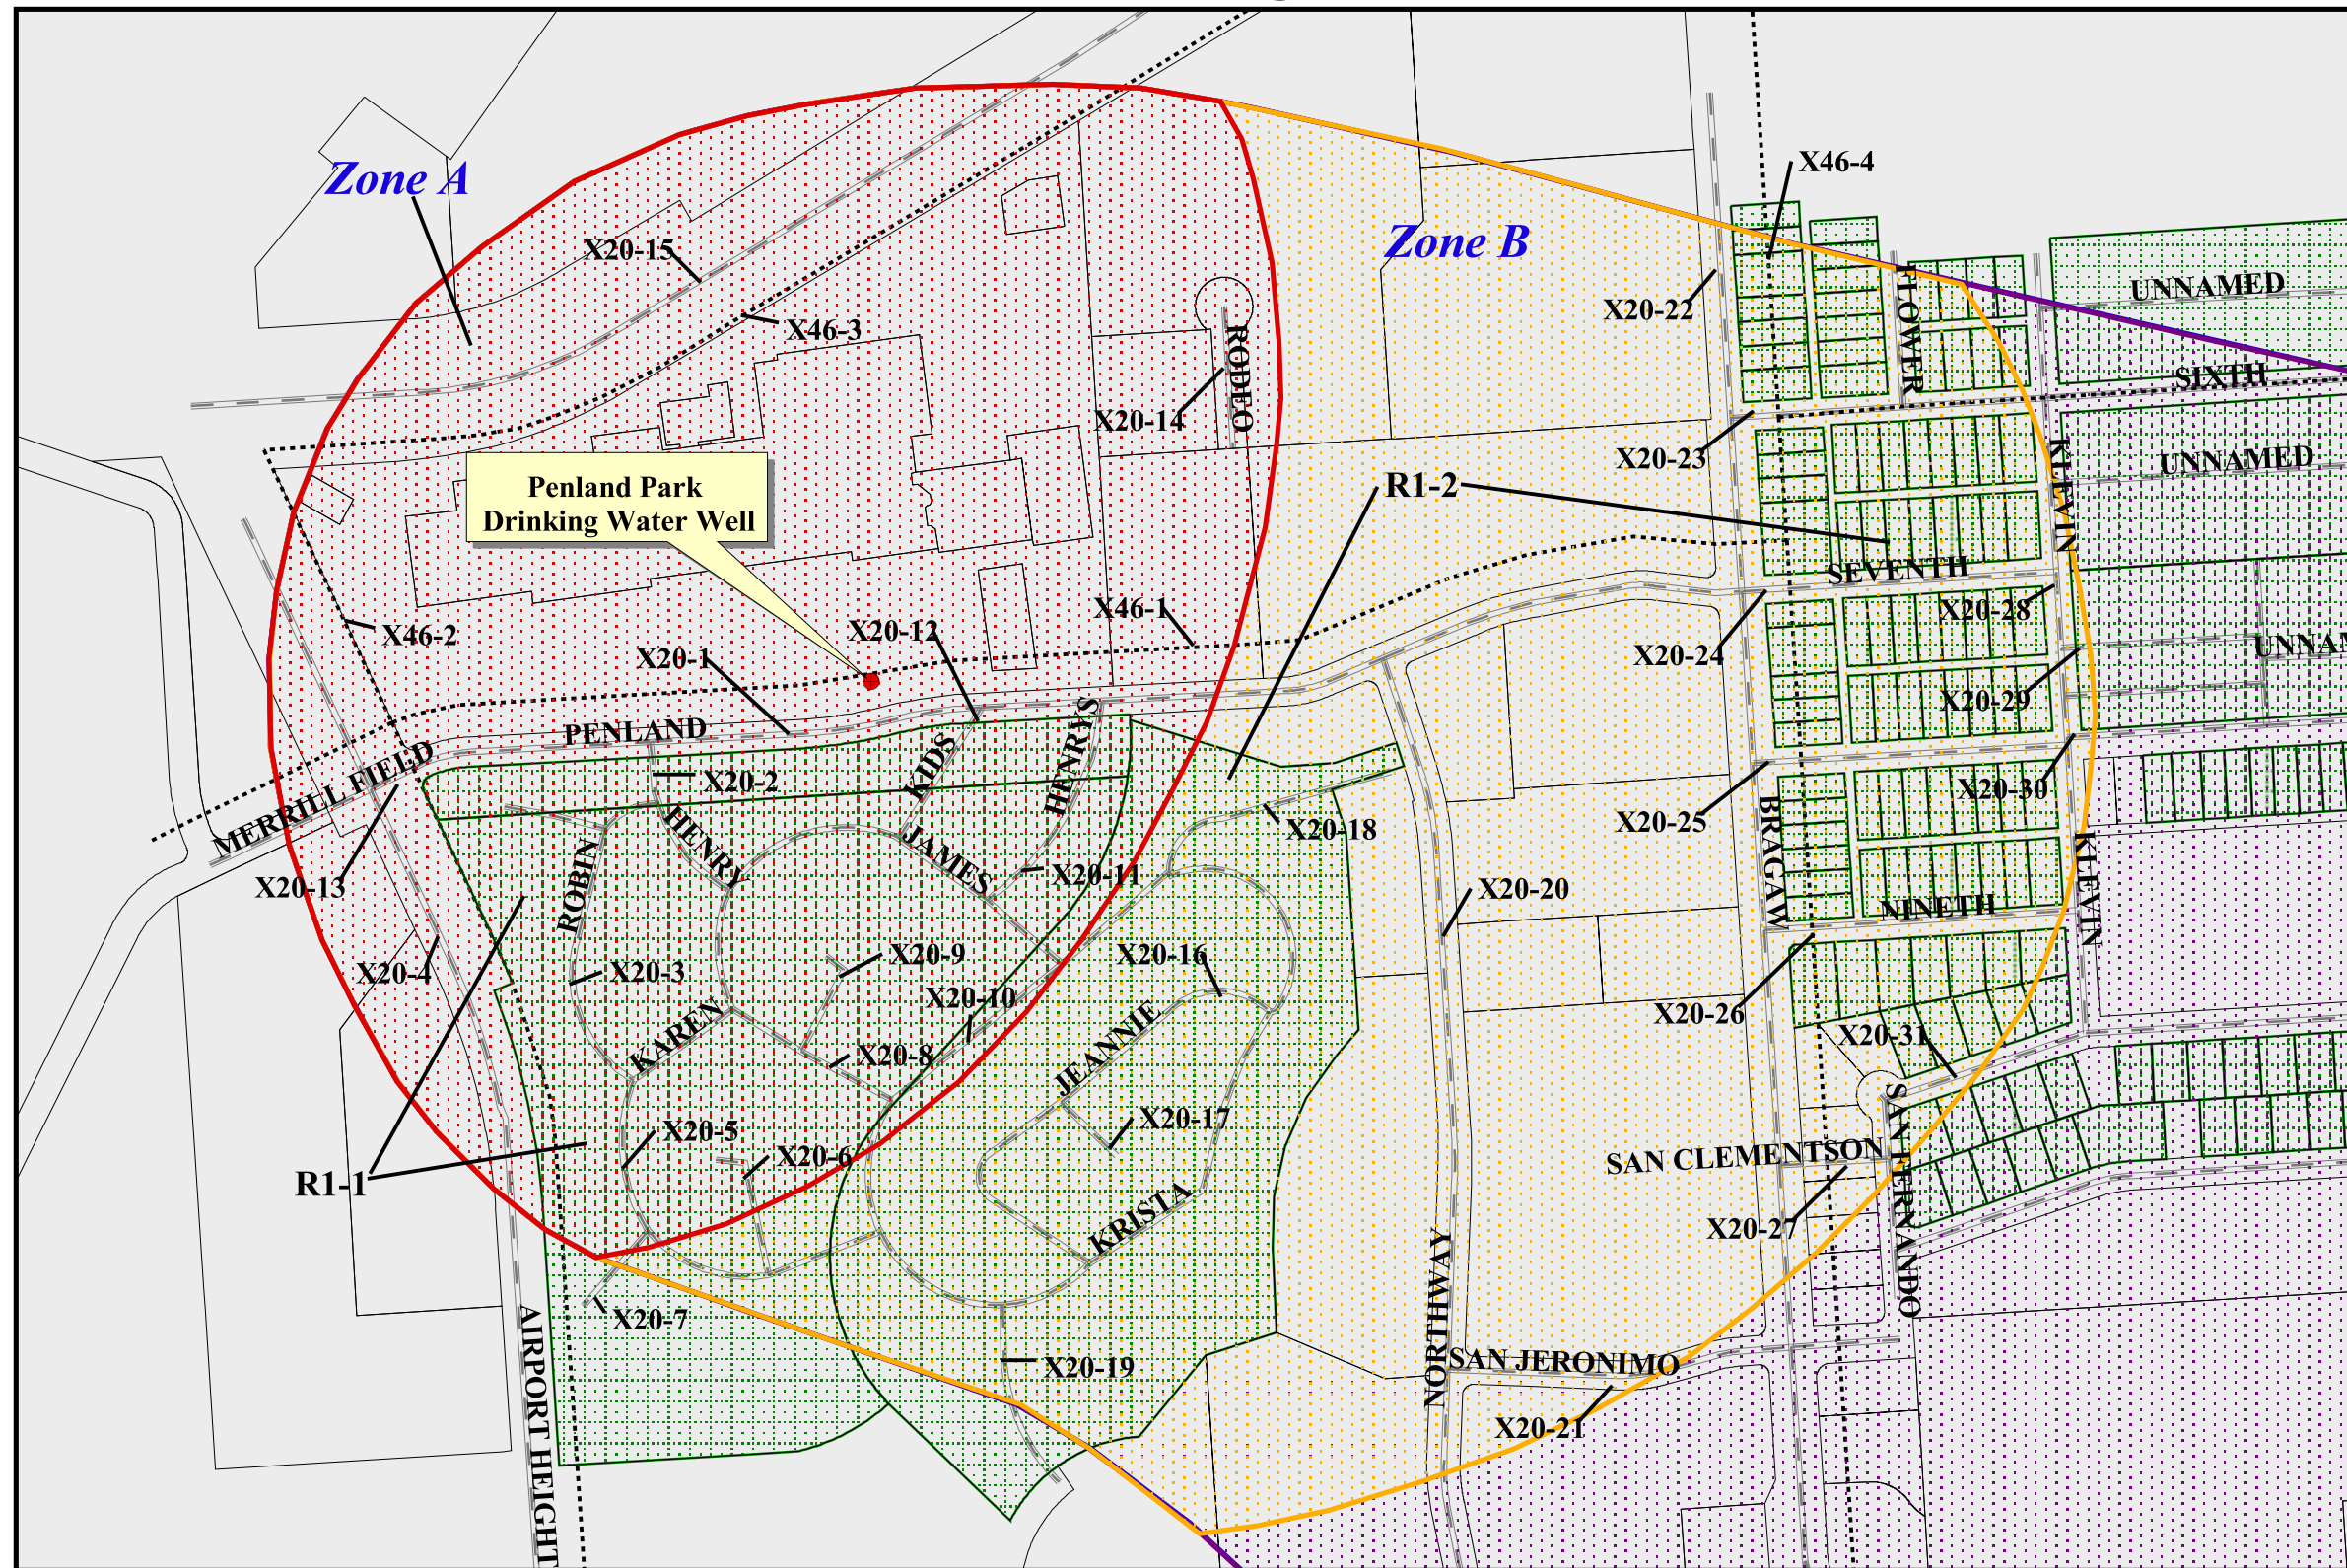 Zone A
X46-4
X20-15
Zone B
FLOWER
UNNAMED
X20-22
X46-3
RODEO
SIXTH
X20-14
X20-23
UNNAMED
KLEVIN
R1-2
Penland Park
Drinking Water Well
SEVENTH
X46-1
X20-28
X46-2
X20-12
X20-1
X20-24
X20-29
PENLAND
HENRYS
KIDS
MERRILL FIELD
X20-2
X20-30
HENRY
JAMES
X20-18
X20-25
BRAGAW
KLEVIN
X20-13
ROBIN
X20-11
X20-20
NINETH
X20-4
X20-3
X20-9
X20-16
X20-10
X20-26
KAREN
JEANNIE
X20-8
X20-31
X20-5
X20-6
X20-17
SAN CLEMENTSON
SAN FERNANDO
R1-1
KRISTA
X20-27
X20-7
NORTHWAY
X20-19
SAN JERONIMO
AIRPORT HEIGHT
X20-21